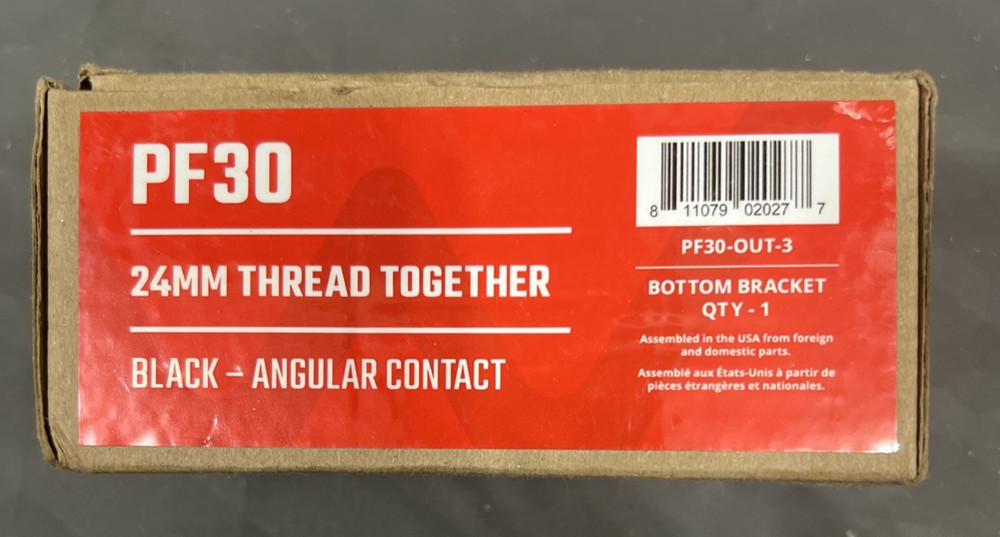 PF30
24MM THREAD TOGETHER
BLACK – ANGULAR CONTACT
8 11079 02027 7
PF30-OUT-3
BOTTOM BRACKET
QTY - 1
Assembled in the USA from foreign
and domestic parts.
Assemblé aux États-Unis à partir de
pièces étrangères et nationales.